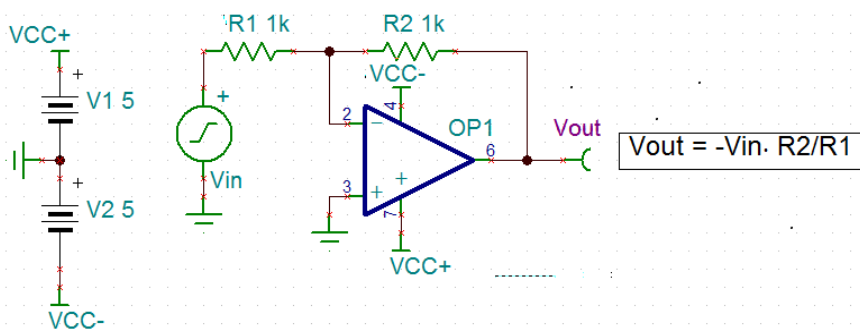 VCC+
V1 5
V2 5
VCC-
R1 1k
R2 1k
+
Vin
VCC-
4
2
-
OP1
3
+
+
6
7
VCC+
Vout
Vout = -Vin. R2/R1
+
+